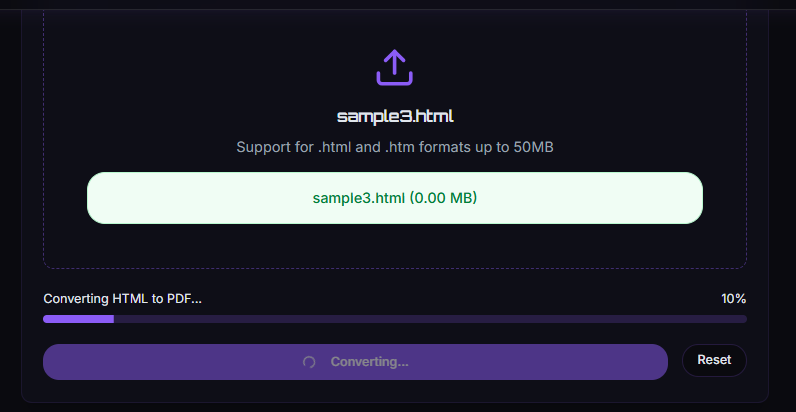 sample3.html
Support for .html and .htm formats up to 50MB
sample3.html (0.00 MB)
Converting HTML to PDF... 10%
Converting... Reset